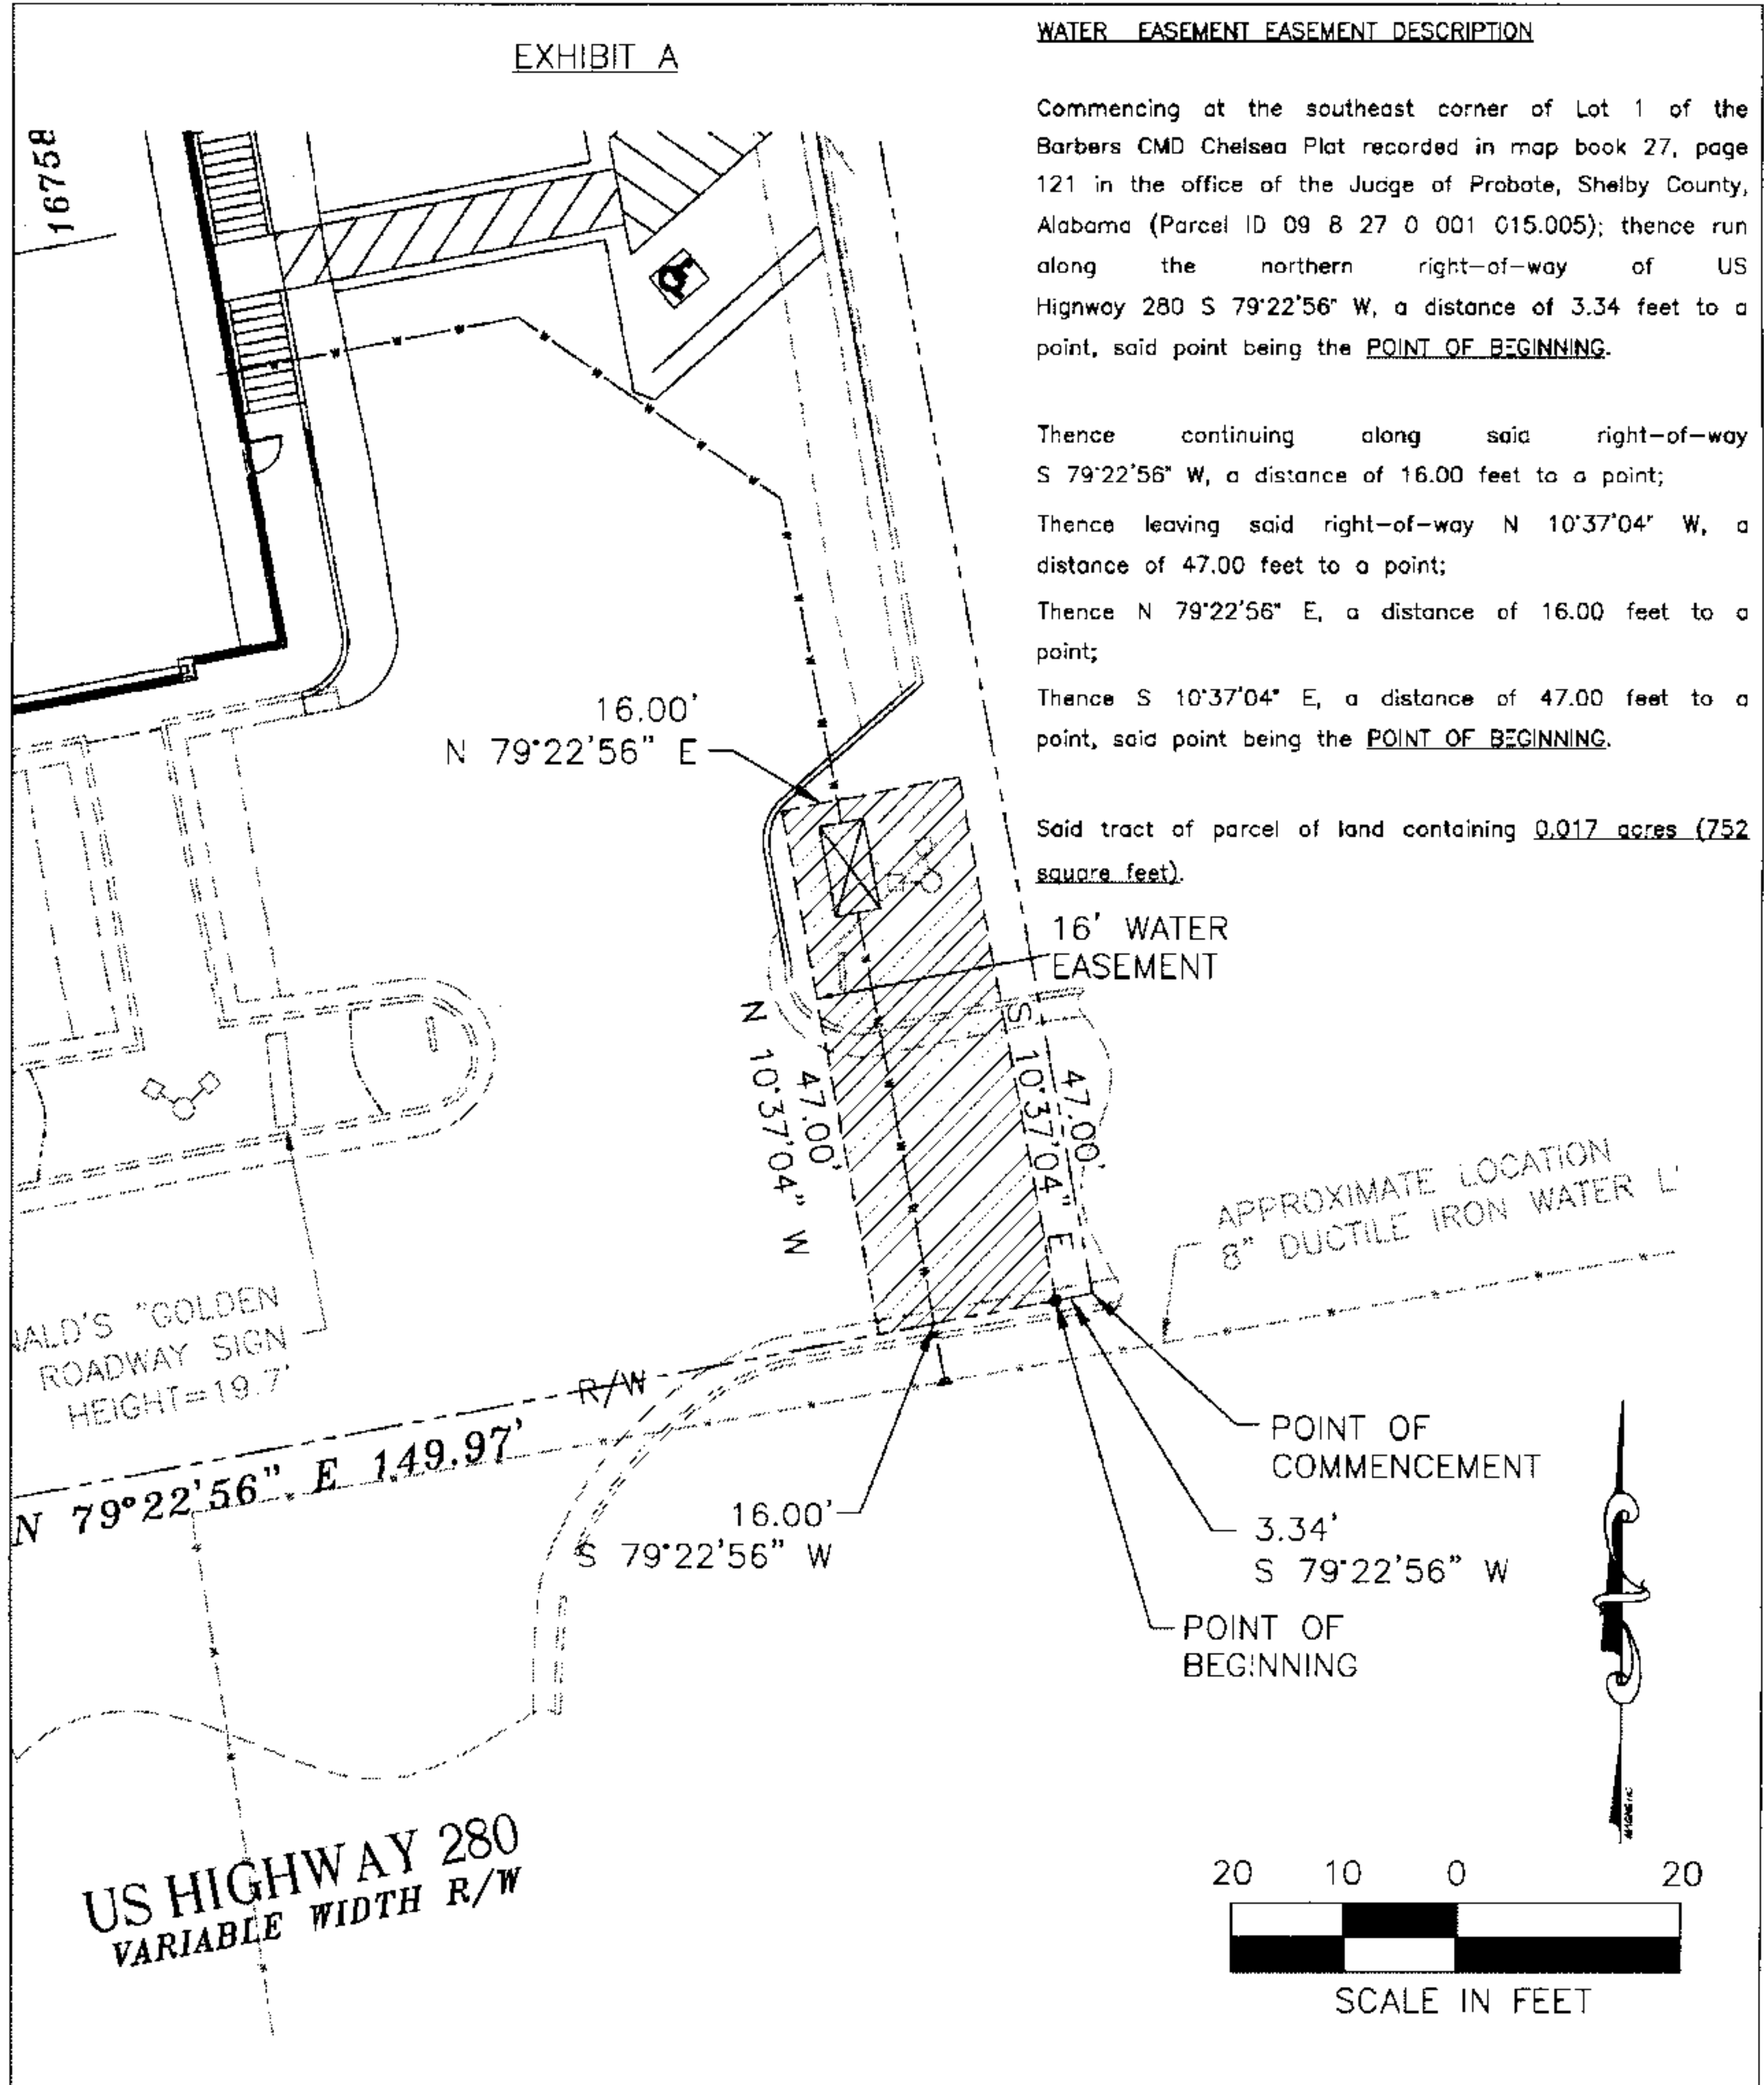 EXHIBIT A
16758
WATER EASEMENT EASEMENT DESCRIPTION
Commencing at the southeast corner of Lot 1 of the
Barbers CMD Chelsea Plat recorded in map book 27, page
121 in the office of the Judge of Probate, Shelby County,
Alabama (Parcel ID 09 8 27 0 001 015.005); thence run
along the northern right-of-way of US
Highway 280 S 79°22'56" W, a distance of 3.34 feet to a
point, said point being the POINT OF BEGINNING.
Thence continuing along said right-of-way
S 79°22'56" W, a distance of 16.00 feet to a point;
Thence leaving said right-of-way N 10°37'04" W, a
distance of 47.00 feet to a point;
Thence N 79°22'56" E, a distance of 16.00 feet to a
point;
Thence S 10°37'04" E, a distance of 47.00 feet to a
point, said point being the POINT OF BEGINNING.
Said tract of parcel of land containing 0.017 acres (752
square feet).
16.00'
N 79°22'56" E
16' WATER
EASEMENT
N 10°37'04" W
47.00'
S 10°37'04" E
47.00'
APPROXIMATE LOCATION
8" DUCTILE IRON WATER L
NALD'S "GOLDEN
ROADWAY SIGN
HEIGHT=19.7'
R/W
N 79°22'56" E 149.97'
16.00'
S 79°22'56" W
POINT OF
COMMENCEMENT
3.34'
S 79°22'56" W
POINT OF
BEGINNING
MAGNETIC
US HIGHWAY 280
VARIABLE WIDTH R/W
20 10 0 20
SCALE IN FEET